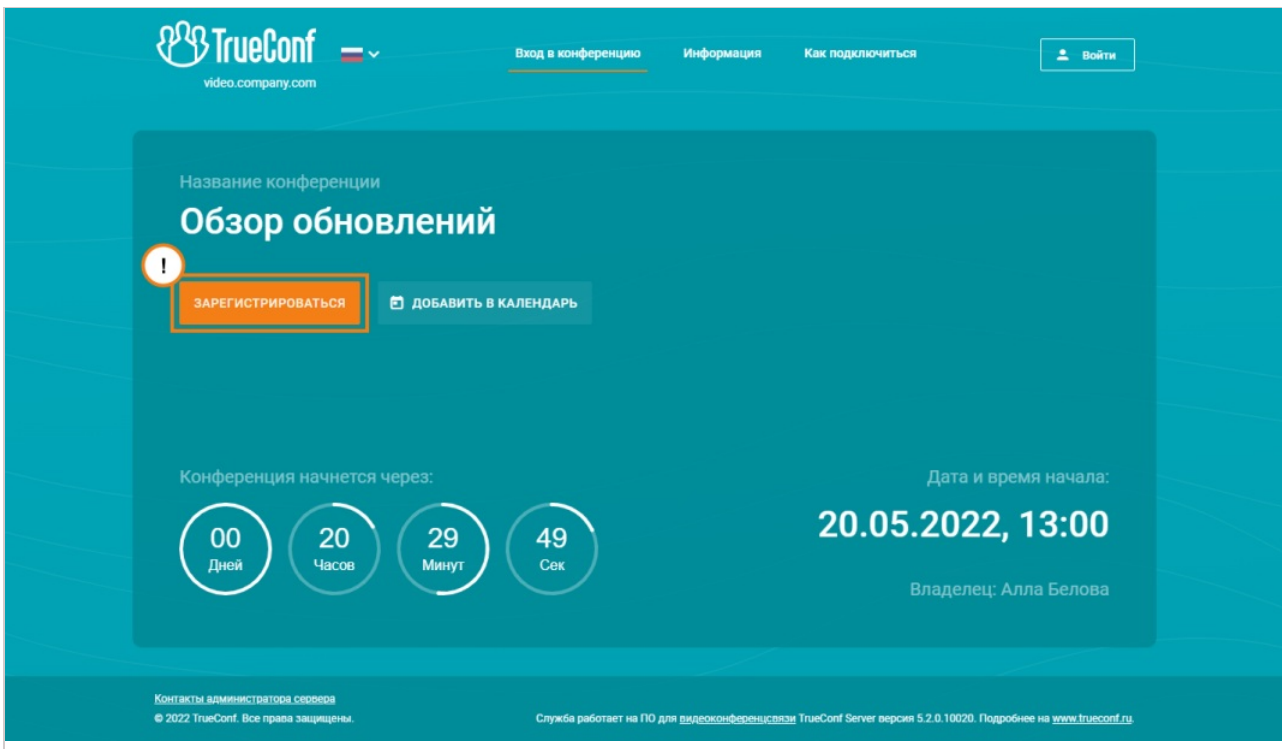 TrueConf
video.company.com
Вход в конференцию
Информация
Как подключиться
Войти
Название конференции
Обзор обновлений
!
ЗАРЕГИСТРИРОВАТЬСЯ
ДОБАВИТЬ В КАЛЕНДАРЬ
Конференция начнется через:
00
Дней
20
Часов
29
Минут
49
Сек
Дата и время начала:
20.05.2022, 13:00
Владелец: Алла Белова
Контакты администратора сервера
© 2022 TrueConf. Все права защищены.
Служба работает на ПО для видеоконференцсвязи TrueConf Server версия 5.2.0.10020. Подробнее на www.trueconf.ru.